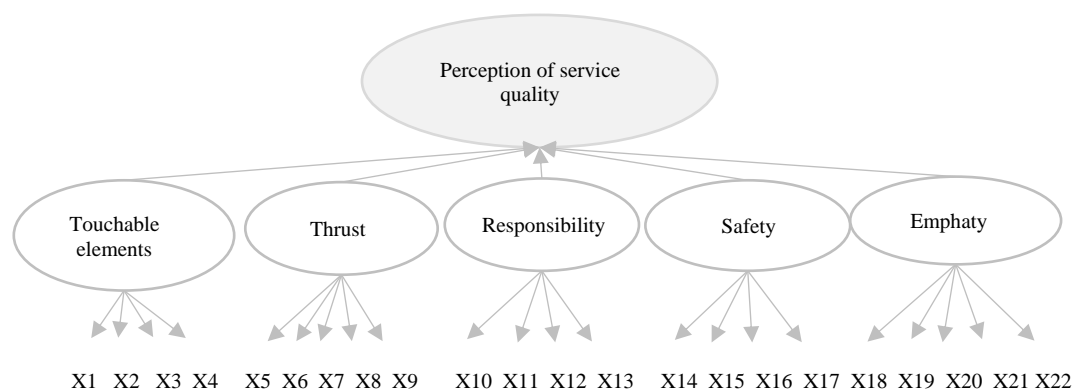 Perception of service
quality
Touchable
elements
Thrust
Responsibility
Safety
Emphaty
X1 X2 X3 X4 X5 X6 X7 X8 X9 X10 X11 X12 X13 X14 X15 X16 X17 X18 X19 X20 X21 X22